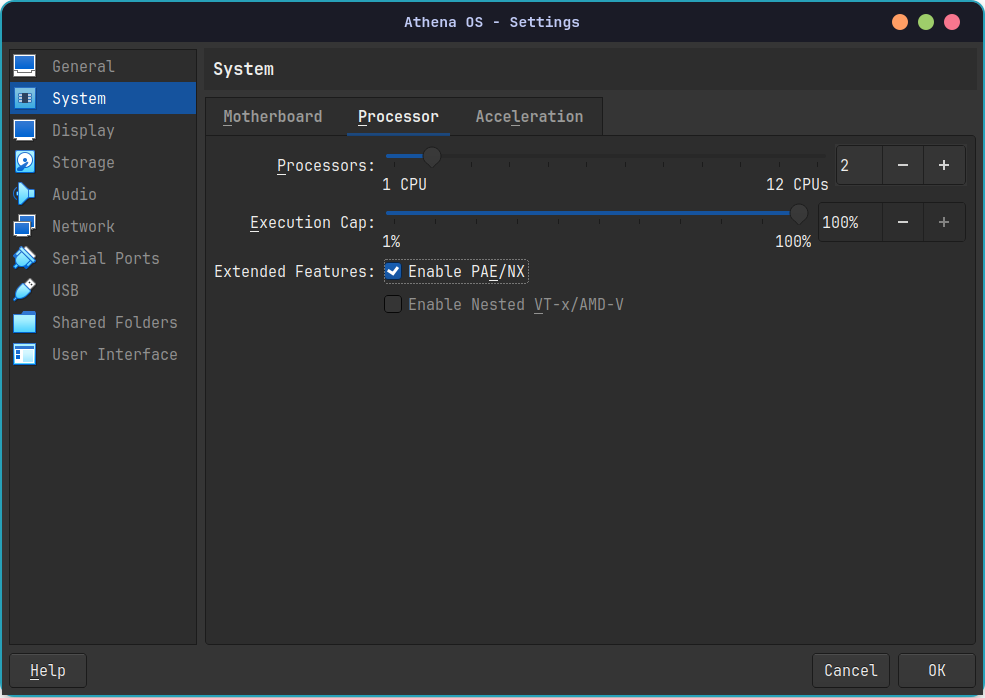 Athena OS - Settings
General
System
Display
Storage
Audio
Network
Serial Ports
USB
Shared Folders
User Interface
System
Motherboard Processor Acceleration
Processors: 2 − +
1 CPU 12 CPUs
Execution Cap: 100% − +
1% 100%
Extended Features: Enable PAE/NX
Enable Nested VT-x/AMD-V
Help Cancel OK